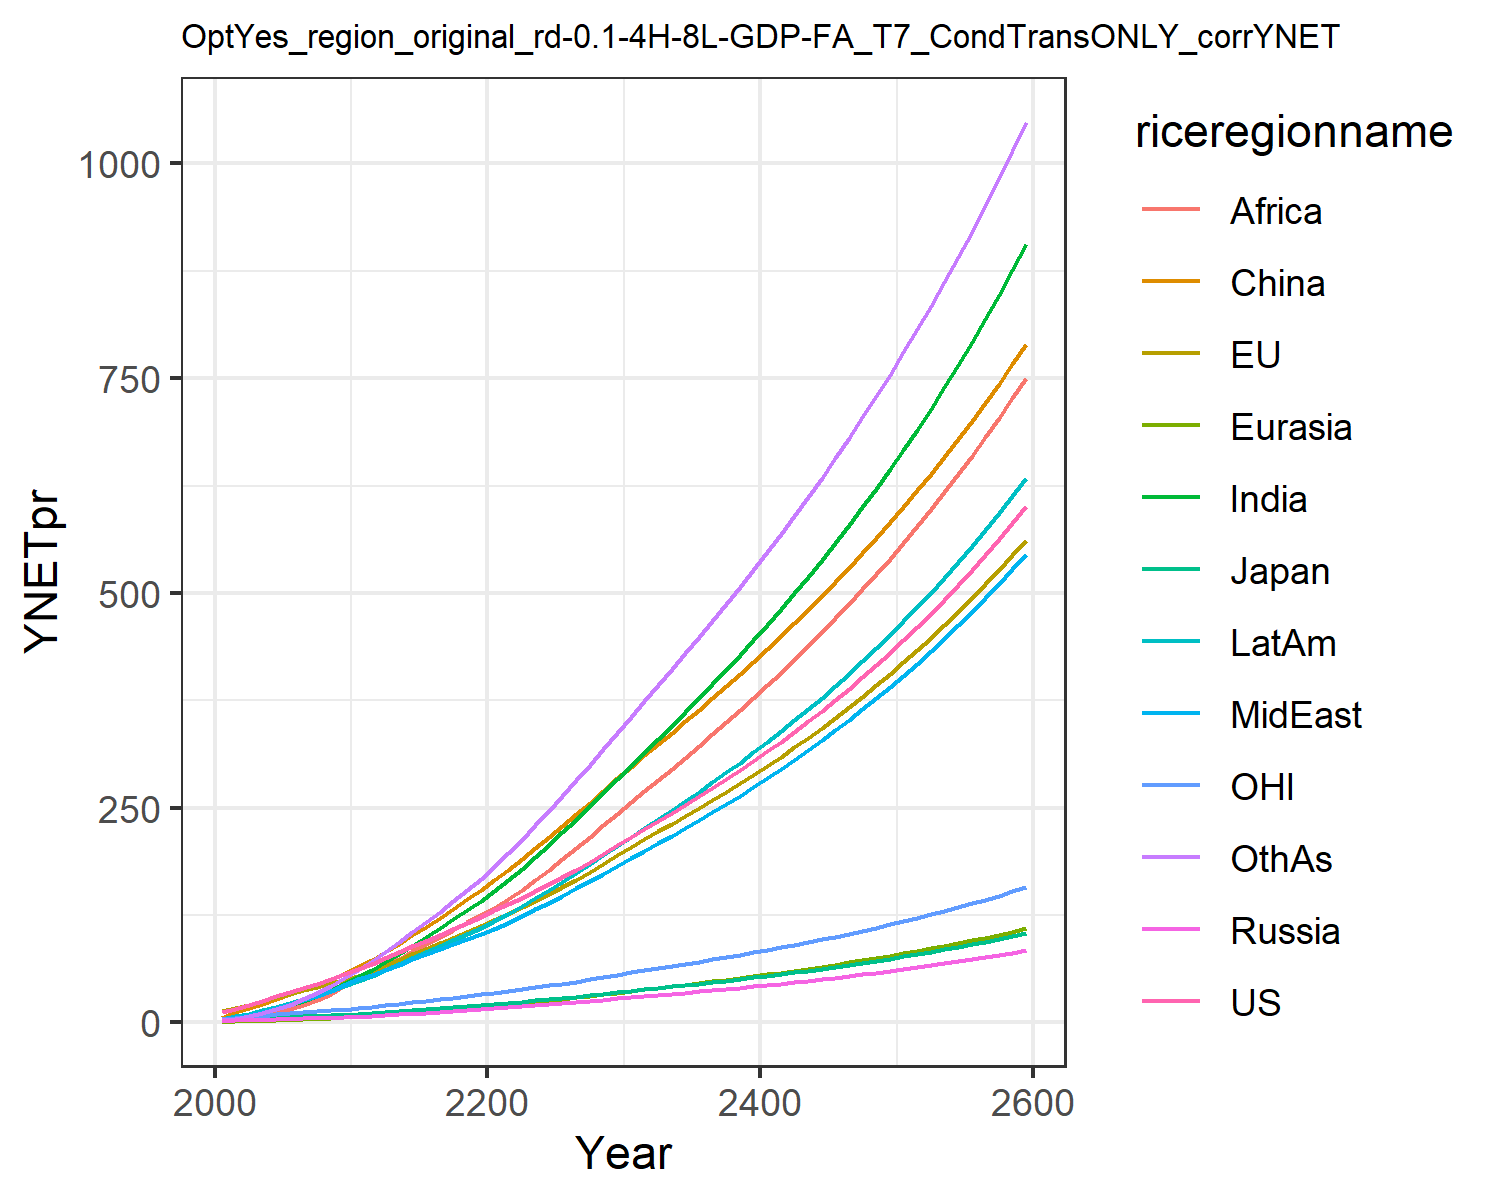 OptYes_region_original_rd-0.1-4H-8L-GDP-FA_T7_CondTransONLY_corrYNET
YNETpr
1000
750
500
250
0
2000 2200 2400 2600
Year
riceregionname
Africa
China
EU
Eurasia
India
Japan
LatAm
MidEast
OHI
OthAs
Russia
US